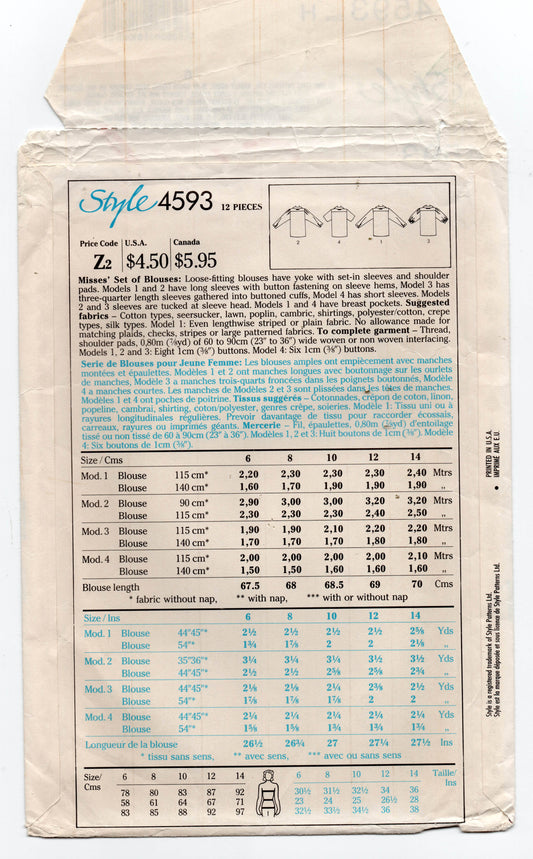 Style 4593 12 PIECES
2 4 1 3
Price Code U.S.A. Canada
Z2 $4.50 $5.95
Misses' Set of Blouses: Loose-fitting blouses have yoke with set-in sleeves and shoulder
pads. Models 1 and 2 have long sleeves with button fastening on sleeve hems, Model 3 has
three-quarter length sleeves gathered into buttoned cuffs, Model 4 has short sleeves. Models
2 and 3 sleeves are tucked at sleeve head. Models 1 and 4 have breast pockets. Suggested
fabrics – Cotton types, seersucker, lawn, poplin, cambric, shirtings, polyester/cotton, crepe
types, silk types. Model 1: Even lengthwise striped or plain fabric. No allowance made for
matching plaids, checks, stripes or large patterned fabrics. To complete garment – Thread,
shoulder pads, 0,80m (⅞yd) of 60 to 90cm (23" to 36") wide woven or non woven interfacing.
Models 1, 2 and 3: Eight 1cm (⅜") buttons. Model 4: Six 1cm (⅜") buttons.
Serie de Blouses pour Jeune Femme: Les blouses amples ont empiecement avec manches
montées et épaulettes. Modèles 1 et 2 ont manches longues avec boutonnage sur les ourlets
de manches, Modèle 3 a manches trois-quarts froncées dans les poignets boutonnés, Modèle
4 a manches courtes. Les manches de Modèles 2 et 3 sont plissées dans les têtes de manches.
Modèles 1 et 4 ont poches de poitrine. Tissus suggérés – Cotonnades, crépon de coton, linon,
popeline, cambrai, shirting, coton/polyester, genres crêpe, soieries. Modèle 1: Tissu uni ou à
rayures longitudinales régulières. Prevoir davantage de tissu pour raccorder écossais,
carreaux, rayures ou imprimés géants. Mercerie – Fil, épaulettes, 0,80m (⅞yd) d'entoilage
tissé ou non tissé de 60 à 90cm (23" à 36"). Modèles 1, 2 et 3: Huit boutons de 1cm (⅜"). Modèle
4: Six boutons de 1cm (⅜").
Size / Cms 6 8 10 12 14
Mod. 1 Blouse 115 cm* 2,20 2,30 2,30 2,30 2,40 Mtrs
Blouse 140 cm* 1,60 1,70 1,90 1,90 1,90 ,,
Mod. 2 Blouse 90 cm* 2,90 3,00 3,00 3,20 3,20 Mtrs
Blouse 115 cm* 2,30 2,30 2,30 2,40 2,50 ,,
Mod. 3 Blouse 115 cm* 1,90 1,90 2,10 2,20 2,20 Mtrs
Blouse 140 cm* 1,70 1,70 1,70 1,80 1,80 ,,
Mod. 4 Blouse 115 cm* 2,00 2,00 2,00 2,00 2,10 Mtrs
Blouse 140 cm* 1,50 1,50 1,60 1,60 1,60 ,,
Blouse length 67.5 68 68.5 69 70 Cms
* fabric without nap, ** with nap, *** with or without nap
Size / Ins 6 8 10 12 14
Mod. 1 Blouse 44"45"* 2½ 2½ 2½ 2½ 2⅝ Yds
Blouse 54"* 1¾ 1⅞ 2 2 2⅛ ,,
Mod. 2 Blouse 35"36"* 3¼ 3¼ 3¼ 3½ 3½ Yds
Blouse 44"45"* 2½ 2½ 2⅝ 2⅝ 2¾ ,,
Mod. 3 Blouse 44"45"* 2⅛ 2⅛ 2¼ 2⅜ 2½ Yds
Blouse 54"* 1⅞ 1⅞ 1⅞ 2 2 ,,
Mod. 4 Blouse 44"45"* 2¼ 2¼ 2¼ 2¼ 2¼ Yds
Blouse 54"* 1⅝ 1⅝ 1¾ 1¾ 1¾ ,,
Longueur de la blouse 26½ 26¾ 27 27¼ 27½ Ins
* tissu sans sens, ** avec sens, *** avec ou sans sens
Size/ 6 8 10 12 14 6 8 10 12 14 Taille/
Cms Ins
78 80 83 87 92 30½ 31½ 32½ 34 36
58 61 64 67 71 23 24 25 26½ 28
83 85 88 92 97 32½ 33½ 34½ 36 38
PRINTED IN U.S.A.
IMPRIMÉ AUX E.U.
Style is a registered trademark of Style Patterns Ltd.
Style est la marque déposée et sous licence de Style Patterns Ltd.